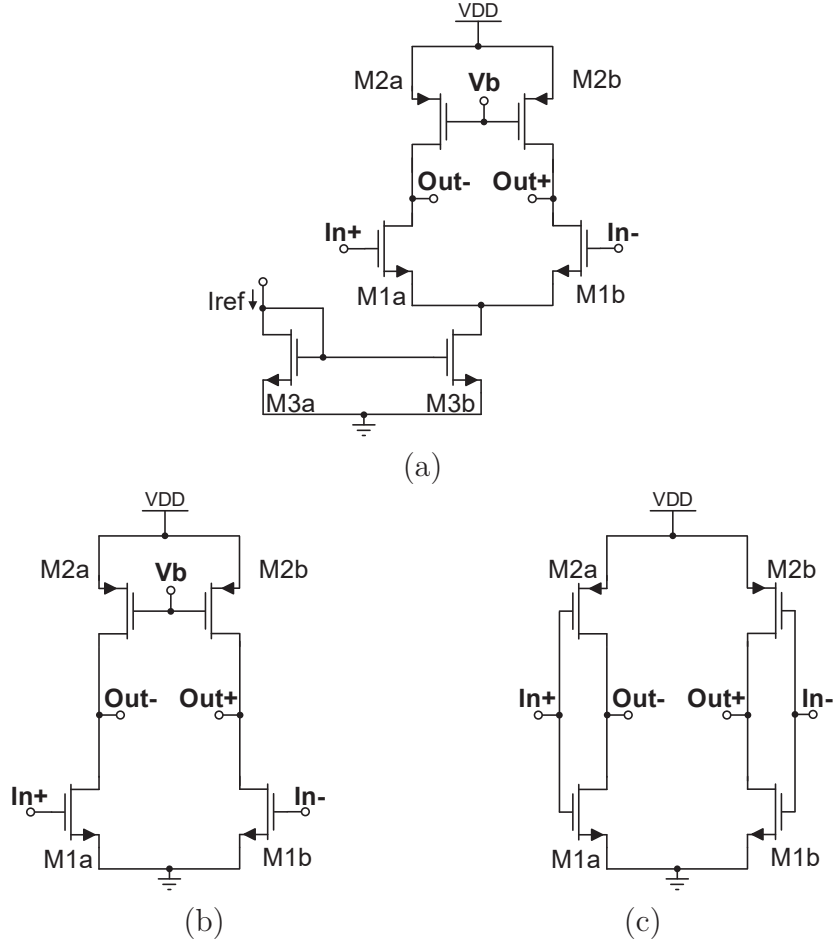 VDD
M2a
Vb
M2b
Out-
Out+
In+
In-
M1a
M1b
Iref
M3a
M3b
(a)
VDD
M2a
Vb
M2b
Out-
Out+
In+
In-
M1a
M1b
(b)
VDD
M2a
M2b
In+
Out-
Out+
In-
M1a
M1b
(c)